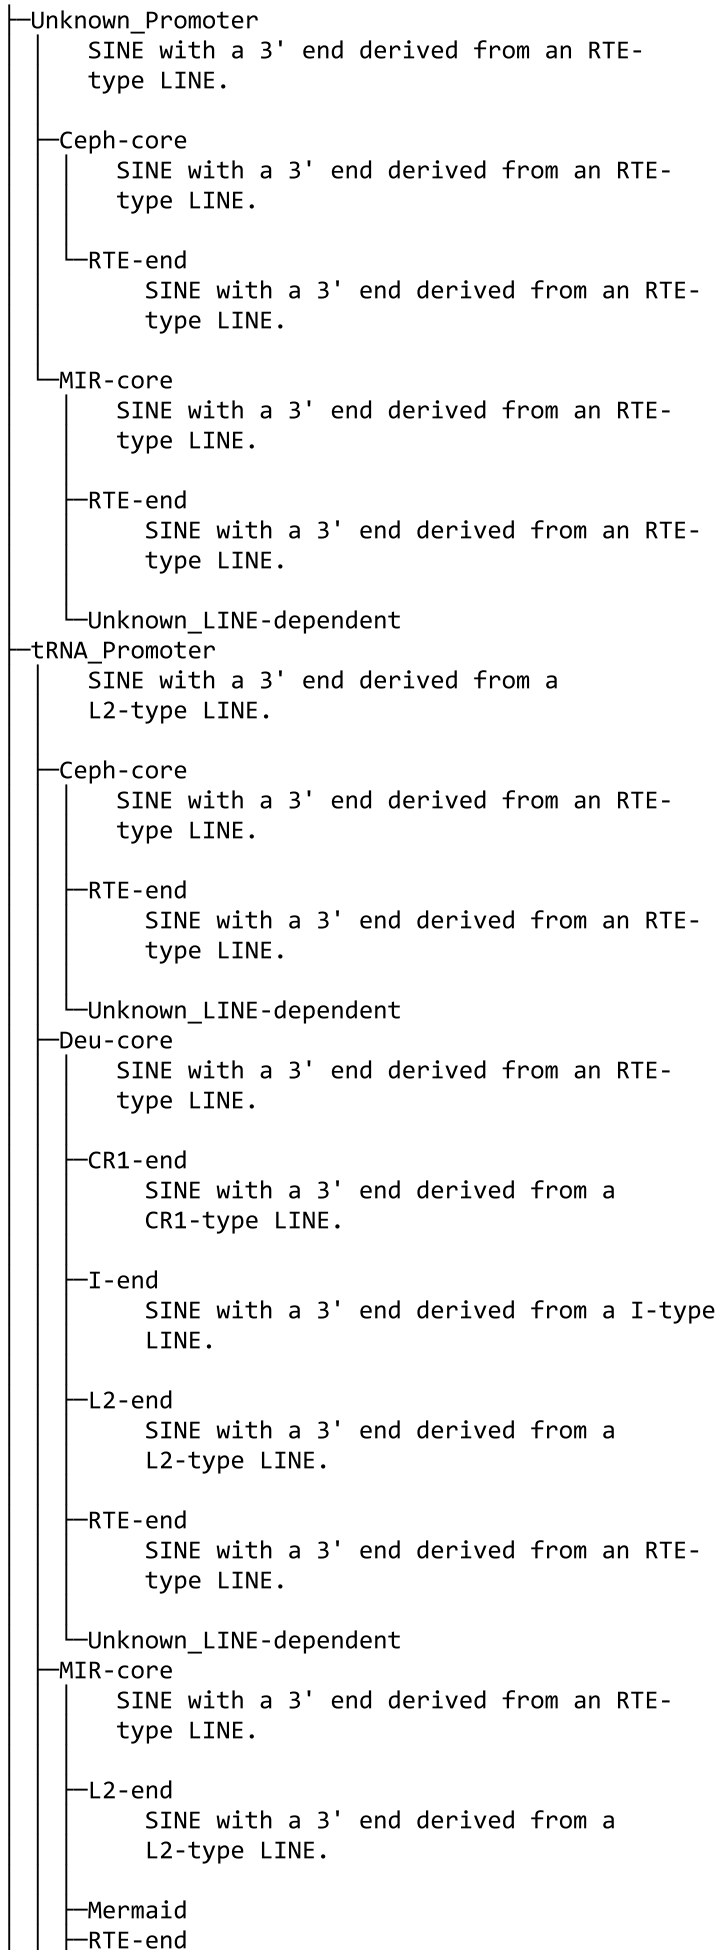 Unknown_Promoter
SINE with a 3' end derived from an RTE-
type LINE.
Ceph-core
SINE with a 3' end derived from an RTE-
type LINE.
RTE-end
SINE with a 3' end derived from an RTE-
type LINE.
MIR-core
SINE with a 3' end derived from an RTE-
type LINE.
RTE-end
SINE with a 3' end derived from an RTE-
type LINE.
Unknown_LINE-dependent
tRNA_Promoter
SINE with a 3' end derived from a
L2-type LINE.
Ceph-core
SINE with a 3' end derived from an RTE-
type LINE.
RTE-end
SINE with a 3' end derived from an RTE-
type LINE.
Unknown_LINE-dependent
Deu-core
SINE with a 3' end derived from an RTE-
type LINE.
CR1-end
SINE with a 3' end derived from a
CR1-type LINE.
I-end
SINE with a 3' end derived from a I-type
LINE.
L2-end
SINE with a 3' end derived from a
L2-type LINE.
RTE-end
SINE with a 3' end derived from an RTE-
type LINE.
Unknown_LINE-dependent
MIR-core
SINE with a 3' end derived from an RTE-
type LINE.
L2-end
SINE with a 3' end derived from a
L2-type LINE.
Mermaid
RTE-end